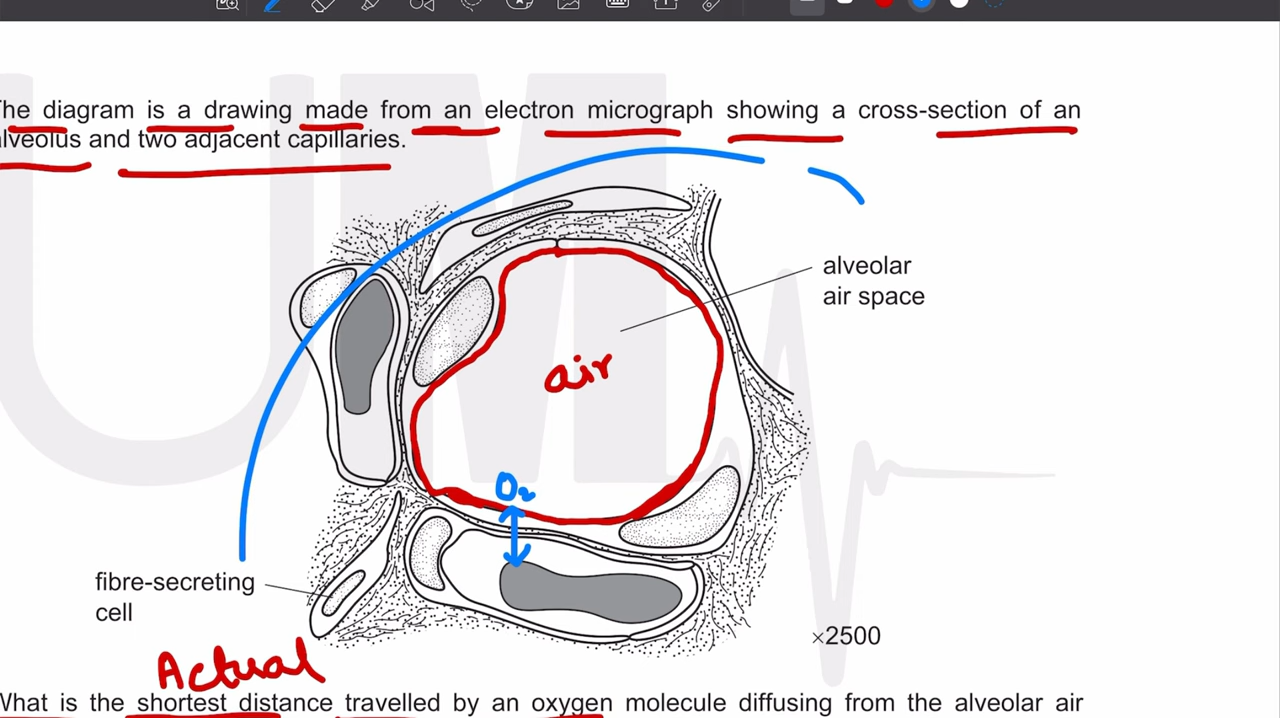 The diagram is a drawing made from an electron micrograph showing a cross-section of an
alveolus and two adjacent capillaries.
alveolar
air space
air
O₂
fibre-secreting
cell
×2500
Actual
What is the shortest distance travelled by an oxygen molecule diffusing from the alveolar air